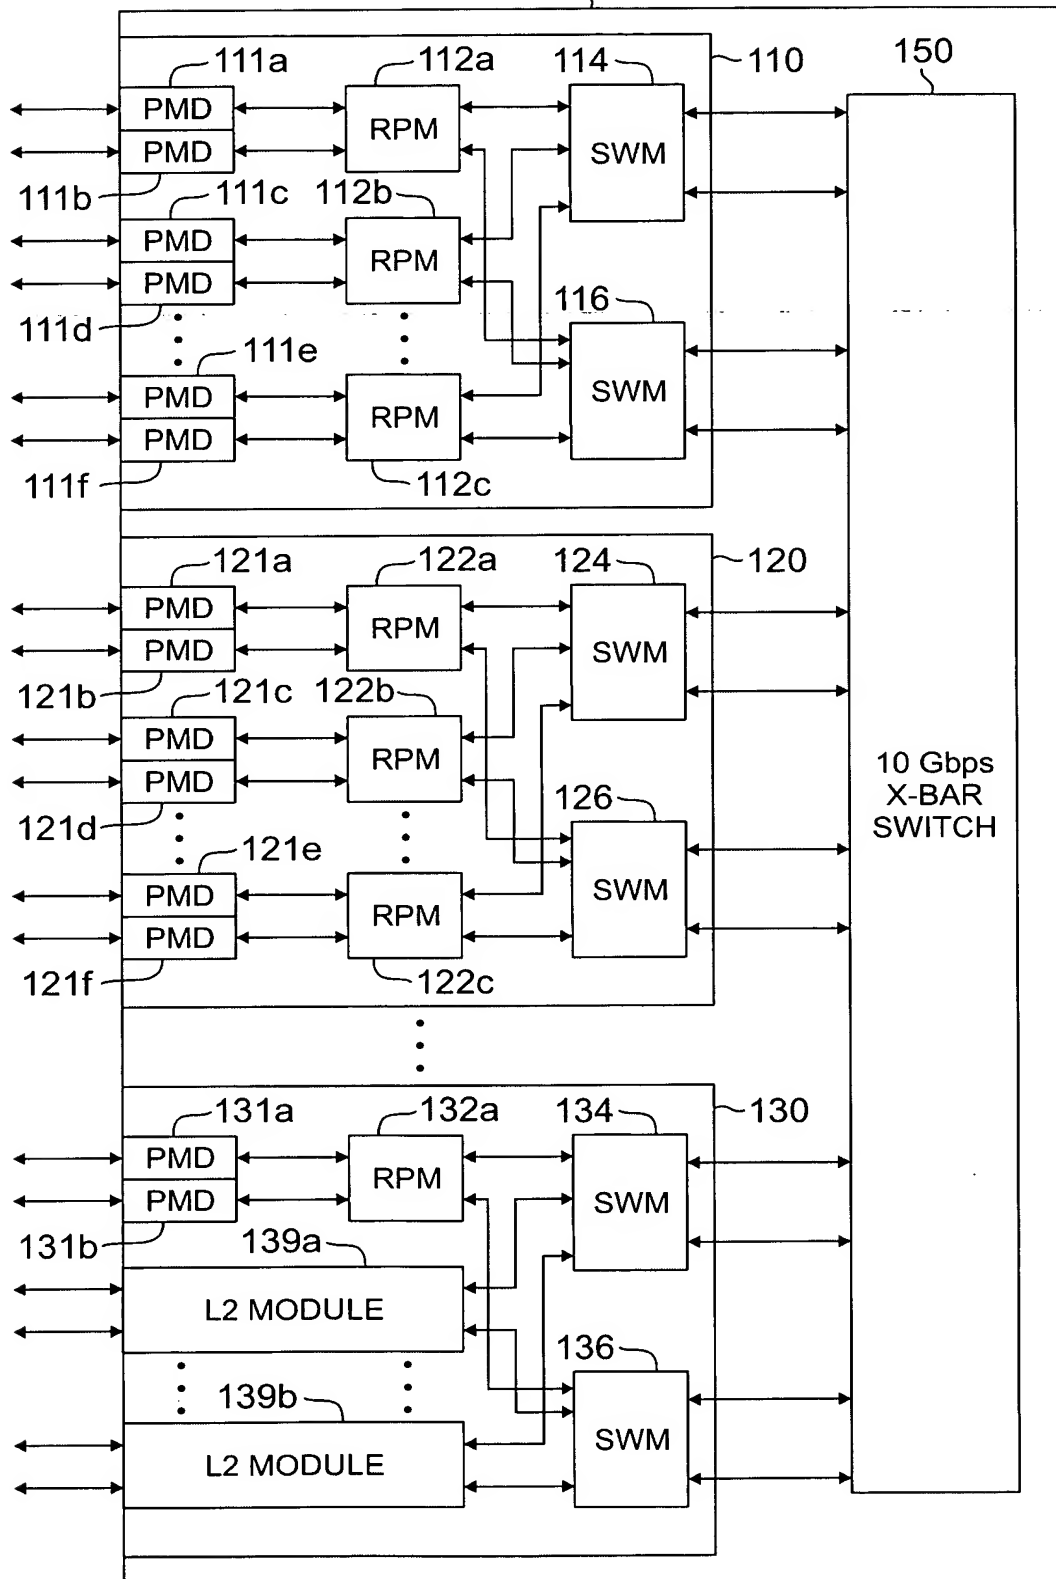 111a 112a 114 110 150
PMD
RPM
SWM
PMD
111b 111c 112b
PMD
RPM
PMD
111d 111e 116
PMD
RPM
SWM
PMD
111f 112c
121a 122a 124 120
PMD
RPM
SWM
PMD
121b 121c 122b
PMD
RPM
PMD
10 Gbps
X-BAR
SWITCH
121d 121e 126
PMD
RPM
SWM
PMD
121f 122c
131a 132a 134 130
PMD
RPM
SWM
PMD
131b 139a
L2 MODULE
136
139b
SWM
L2 MODULE